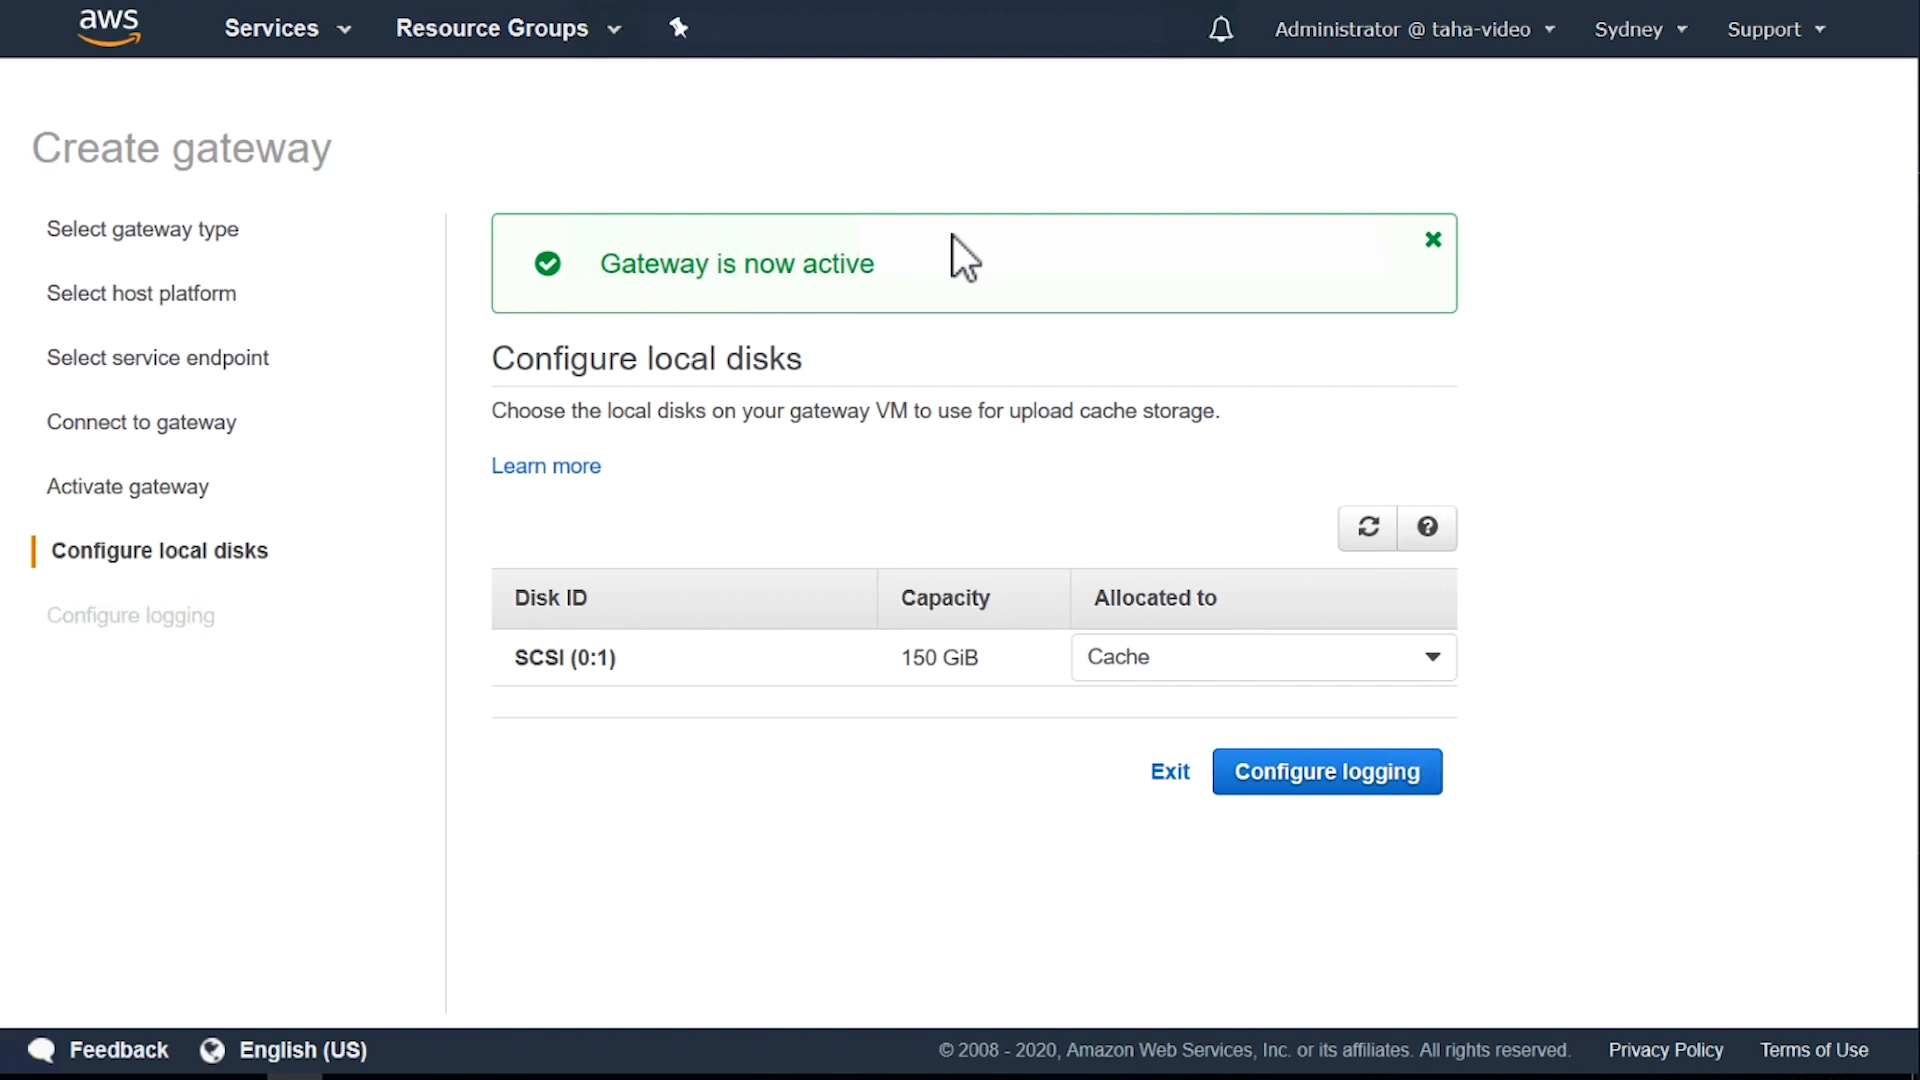 aws
Services
Resource Groups
Administrator @ taha-video
Sydney
Support
Create gateway
Select gateway type
Select host platform
Select service endpoint
Connect to gateway
Activate gateway
Configure local disks
Configure logging
Gateway is now active
Configure local disks
Choose the local disks on your gateway VM to use for upload cache storage.
Learn more
Disk ID
Capacity
Allocated to
SCSI (0:1)
150 GiB
Cache
Exit
Configure logging
Feedback
English (US)
© 2008 - 2020, Amazon Web Services, Inc. or its affiliates. All rights reserved.
Privacy Policy
Terms of Use